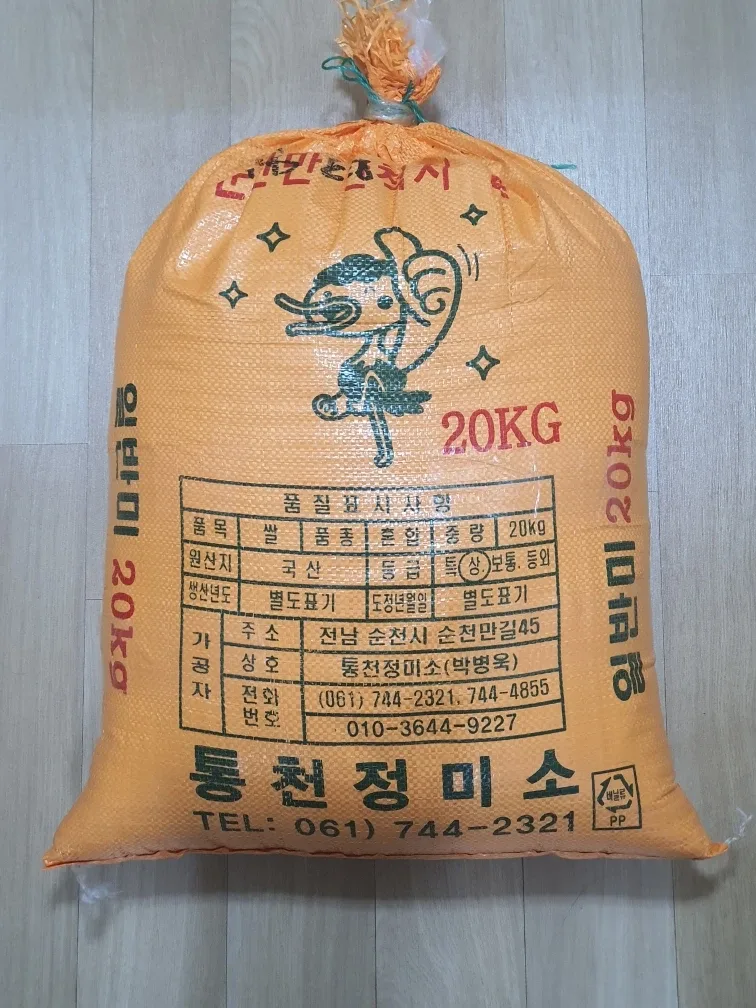 20KG
일반미 20kg
일반미 20kg
품질표시사항
품목 쌀 품종 혼합 중량 20kg
원산지 국산 등급 특 상 보통. 등외
생산년도 별도표기 도정년월일 별도표기
가공자 주소 전남 순천시 순천만길45
상호 통천정미소(박병욱)
전화번호 (061) 744-2321. 744-4855
010-3644-9227
통천정미소
TEL: 061) 744-2321
비닐류
PP